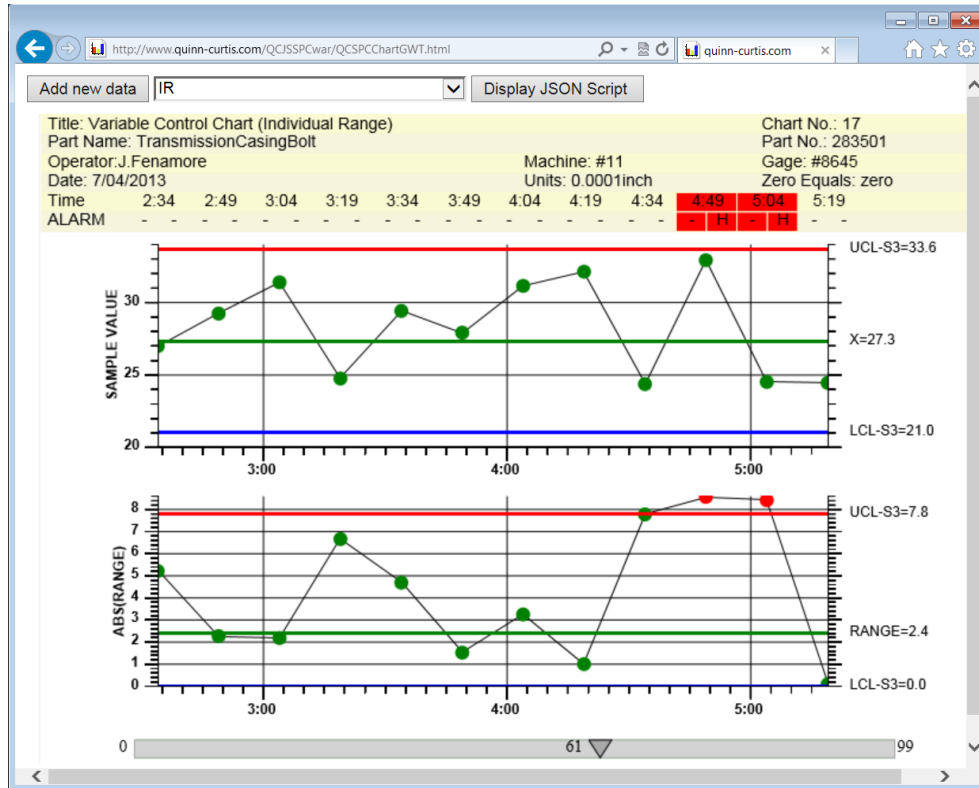 http://www.quinn-curtis.com/QCJSSPCwar/QCSPCChartGWT.html
quinn-curtis.com
Add new data IR Display JSON Script
Title: Variable Control Chart (Individual Range) Chart No.: 17
Part Name: TransmissionCasingBolt Part No.: 283501
Operator:J.Fenamore Machine: #11 Gage: #8645
Date: 7/04/2013 Units: 0.0001inch Zero Equals: zero
Time 2:34 2:49 3:04 3:19 3:34 3:49 4:04 4:19 4:34 4:49 5:04 5:19
ALARM - - - - - - - - - - - - - - - - - - - H - H - -
UCL-S3=33.6
30
SAMPLE VALUE
X=27.3
25
LCL-S3=21.0
20
3:00 4:00 5:00
8
UCL-S3=7.8
7
6
5
ABS(RANGE)
4
3
RANGE=2.4
2
1
0
LCL-S3=0.0
3:00 4:00 5:00
0 61 99